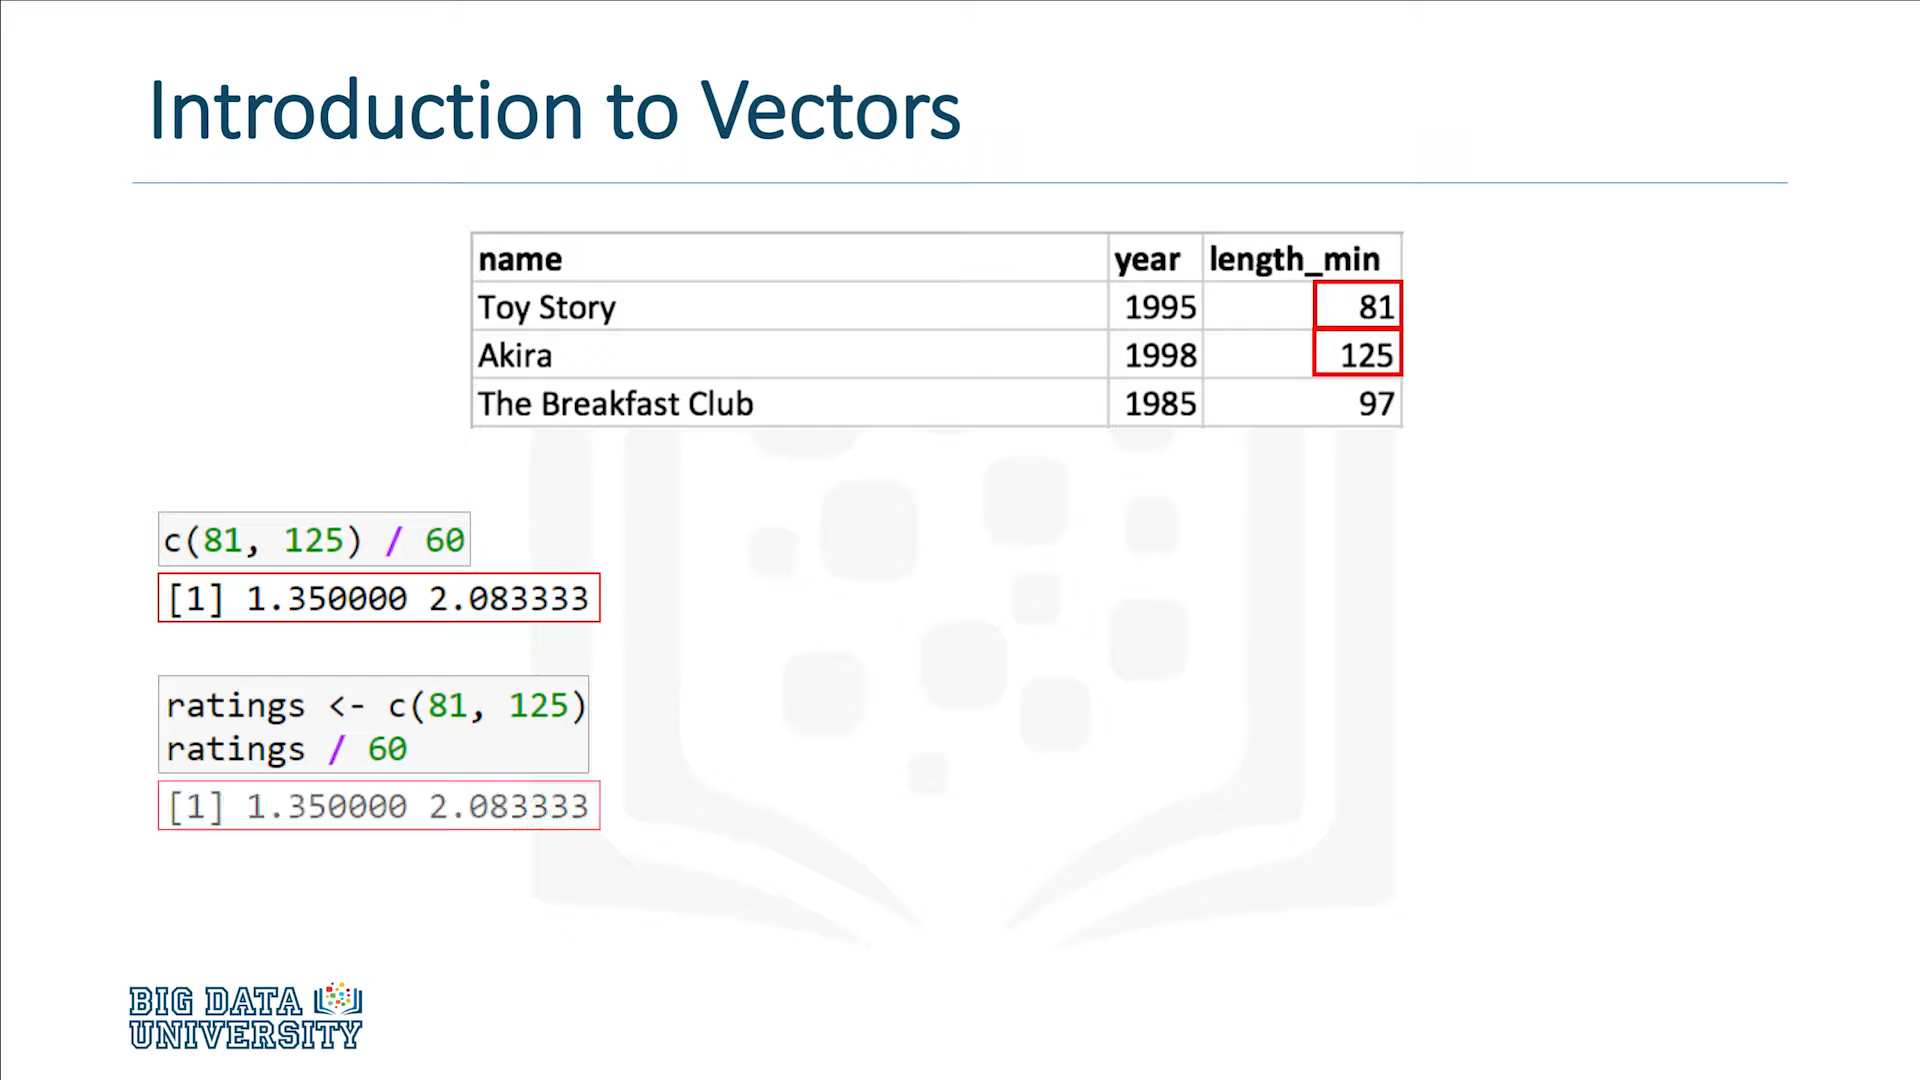 Introduction to Vectors
name year length_min
Toy Story 1995 81
Akira 1998 125
The Breakfast Club 1985 97
c(81, 125) / 60
[1] 1.350000 2.083333
ratings <- c(81, 125)
ratings / 60
[1] 1.350000 2.083333
BIG DATA
UNIVERSITY